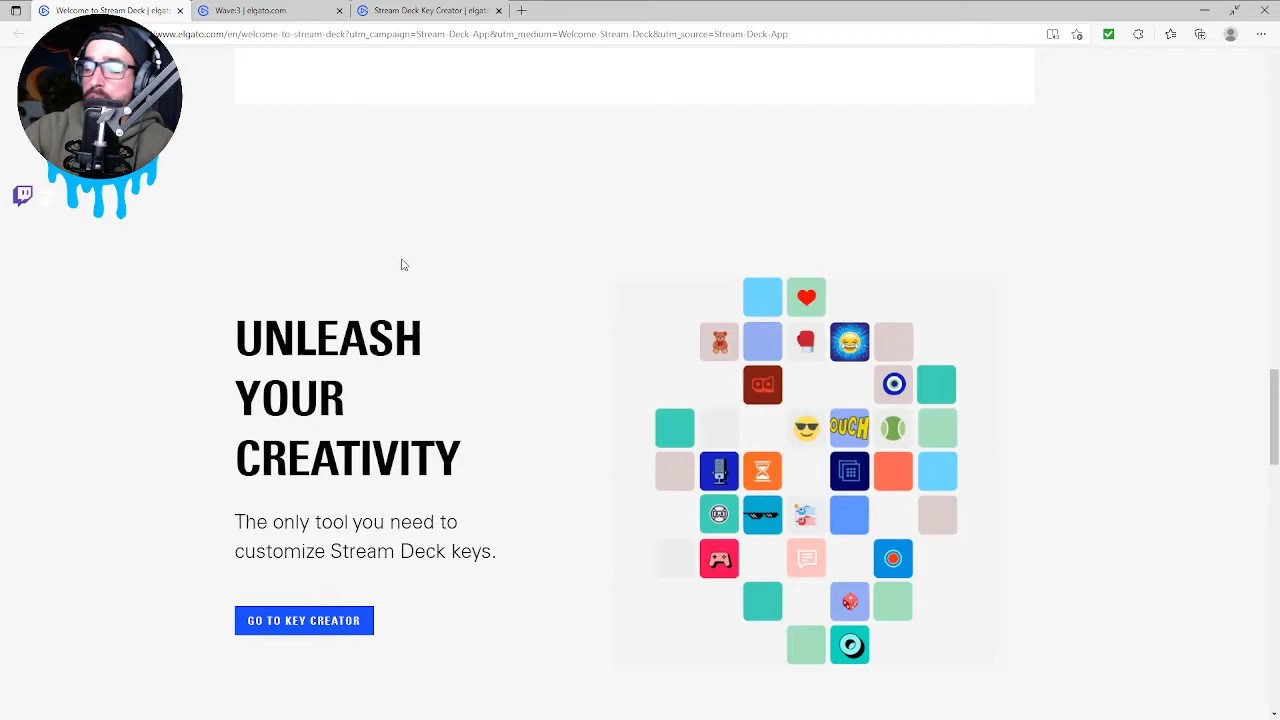 Welcome to Stream Deck | elgato
Wave3 | elgato.com
Stream Deck Key Creator | elgato
www.elgato.com/en/welcome-to-stream-deck?utm_campaign=Stream-Deck-App&utm_medium=Welcome-Stream-Deck&utm_source=Stream-Deck-App
UNLEASH
YOUR
CREATIVITY
The only tool you need to
customize Stream Deck keys.
GO TO KEY CREATOR
OUCH